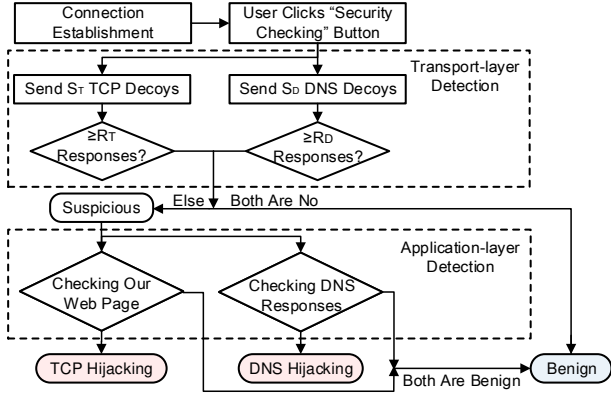 Connection
Establishment
User Clicks “Security
Checking” Button
Transport-layer
Detection
Send ST TCP Decoys
Send SD DNS Decoys
≥RT
Responses?
≥RD
Responses?
Suspicious
Else
Both Are No
Application-layer
Detection
Checking Our
Web Page
Checking DNS
Responses
TCP Hijacking
DNS Hijacking
Both Are Benign
Benign